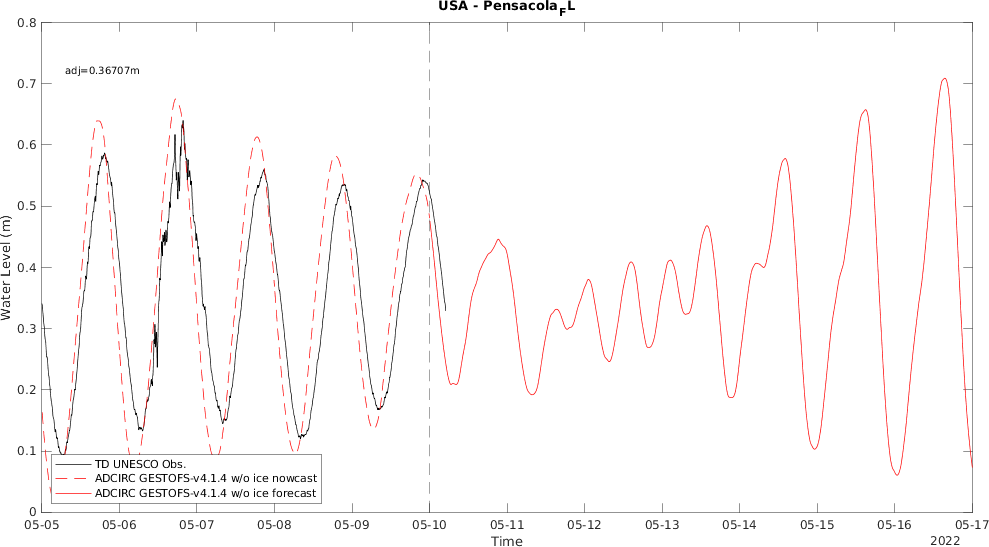 USA - Pensacola_FL
0.8
0.7
0.6
0.5
0.4
0.3
0.2
0.1
0
Water Level (m)
adj=0.36707m
TD UNESCO Obs.
ADCIRC GESTOFS-v4.1.4 w/o ice nowcast
ADCIRC GESTOFS-v4.1.4 w/o ice forecast
05-05 05-06 05-07 05-08 05-09 05-10 05-11 05-12 05-13 05-14 05-15 05-16 05-17
Time
2022